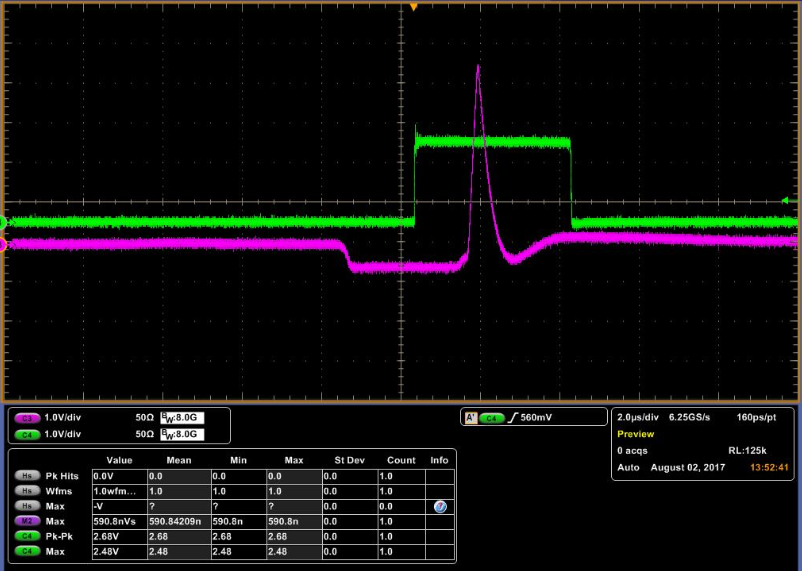 C3 1.0V/div 50Ω BW:8.0G
C4 1.0V/div 50Ω BW:8.0G
A' C4 560mV
2.0μs/div 6.25GS/s 160ps/pt
Preview
0 acqs RL:125k
Auto August 02, 2017 13:52:41
Value Mean Min Max St Dev Count Info
Hs Pk Hits 0.0V 0.0 0.0 0.0 0.0 1.0
Hs Wfms 1.0wfm... 1.0 1.0 1.0 0.0 1.0
Hs Max -V ? ? ? 0.0 0.0
M2 Max 590.8nVs 590.84209n 590.8n 590.8n 0.0 1.0
C4 Pk-Pk 2.68V 2.68 2.68 2.68 0.0 1.0
C4 Max 2.48V 2.48 2.48 2.48 0.0 1.0